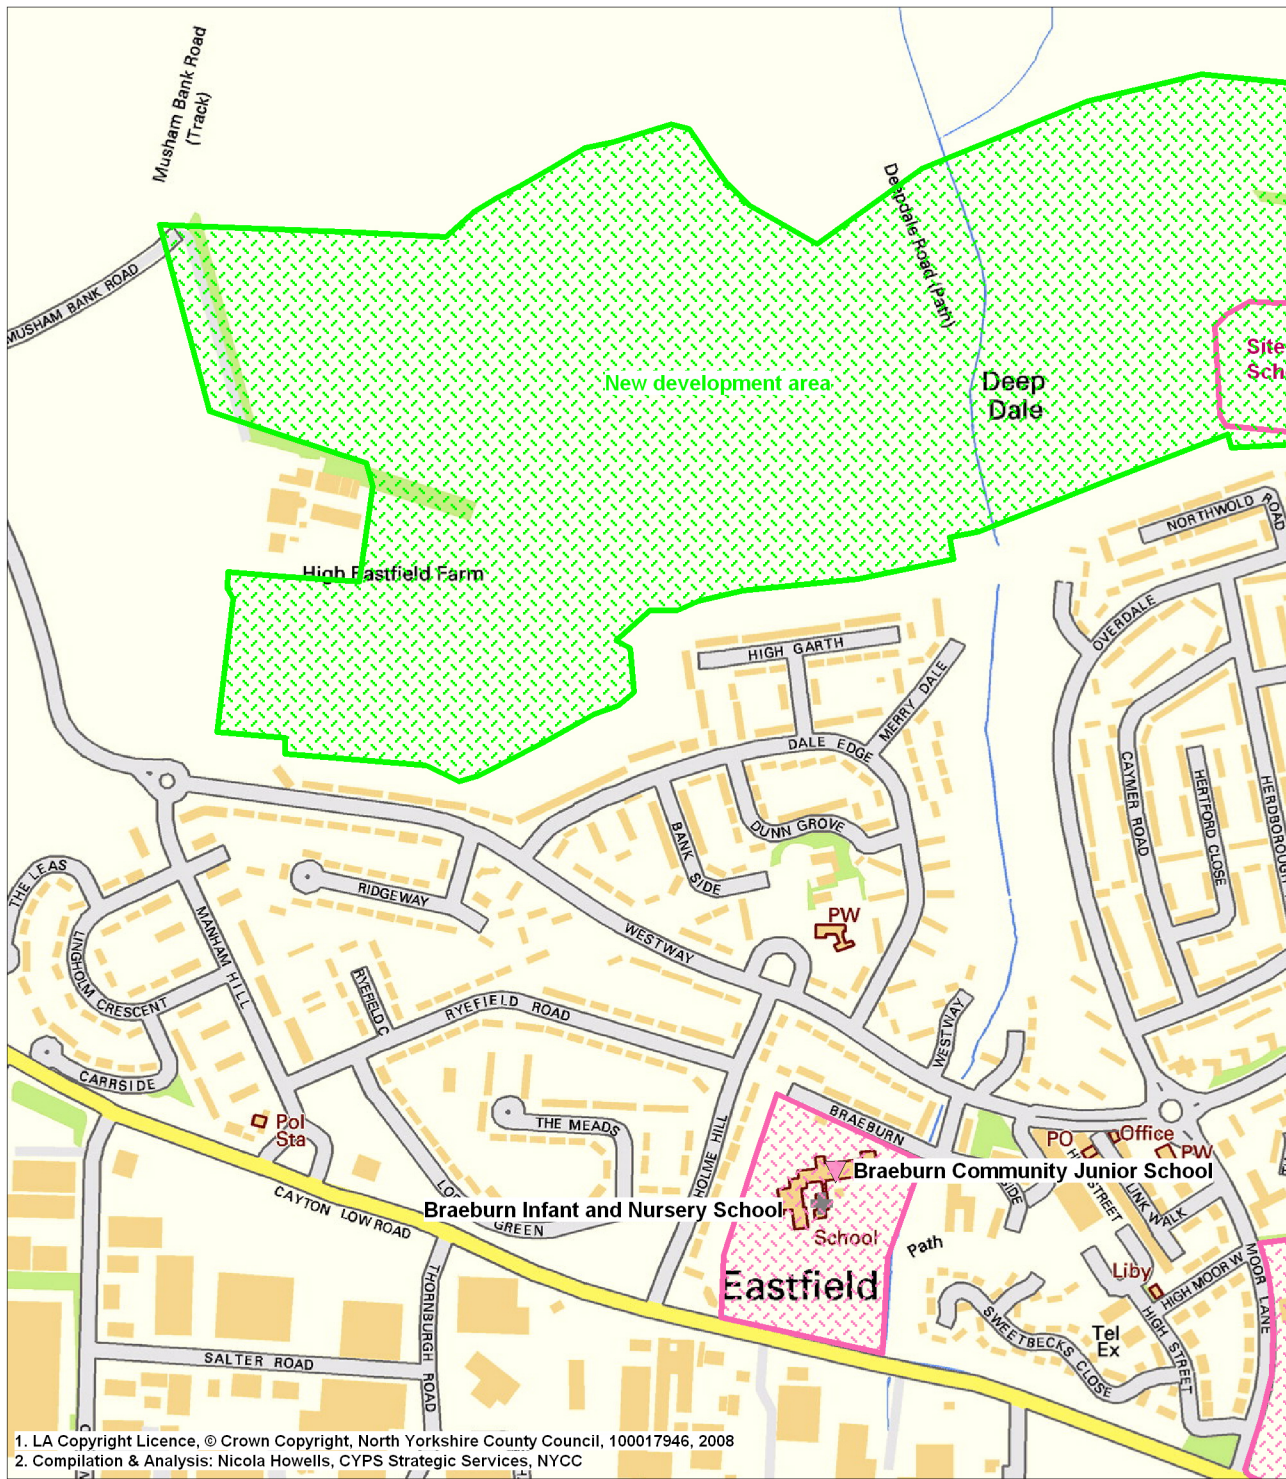 Musham Bank Road
(Track)
MUSHAM BANK ROAD
Deepdale Road (Path)
New development area
Deep
Dale
Site
Sch
High Eastfield Farm
NORTHWOLD ROAD
OVERDALE
HIGH GARTH
MERRY DALE
DALE EDGE
CAYMER ROAD
HERTFORD CLOSE
HERDBOROUGH
DUNN GROVE
BANK SIDE
THE LEAS
RIDGEWAY
PW
MANHAM HILL
WESTWAY
LINGHOLM CRESCENT
RYEFIELD C
RYEFIELD ROAD
WESTWAY
CARRSIDE
Pol
Sta
THE MEADS
HOLME HILL
BRAEBURN
PO
Office
PW
Braeburn Community Junior School
Braeburn Infant and Nursery School
SIDE
STREET
LINK WALK
CAYTON LOW ROAD
GREEN
School
Path
MOOR LANE
Liby
HIGH MOOR W
Eastfield
THORNBURGH ROAD
SWEETBECKS CLOSE
HIGH STREET
Tel
Ex
SALTER ROAD
1. LA Copyright Licence, © Crown Copyright, North Yorkshire County Council, 100017946, 2008
2. Compilation & Analysis: Nicola Howells, CYPS Strategic Services, NYCC